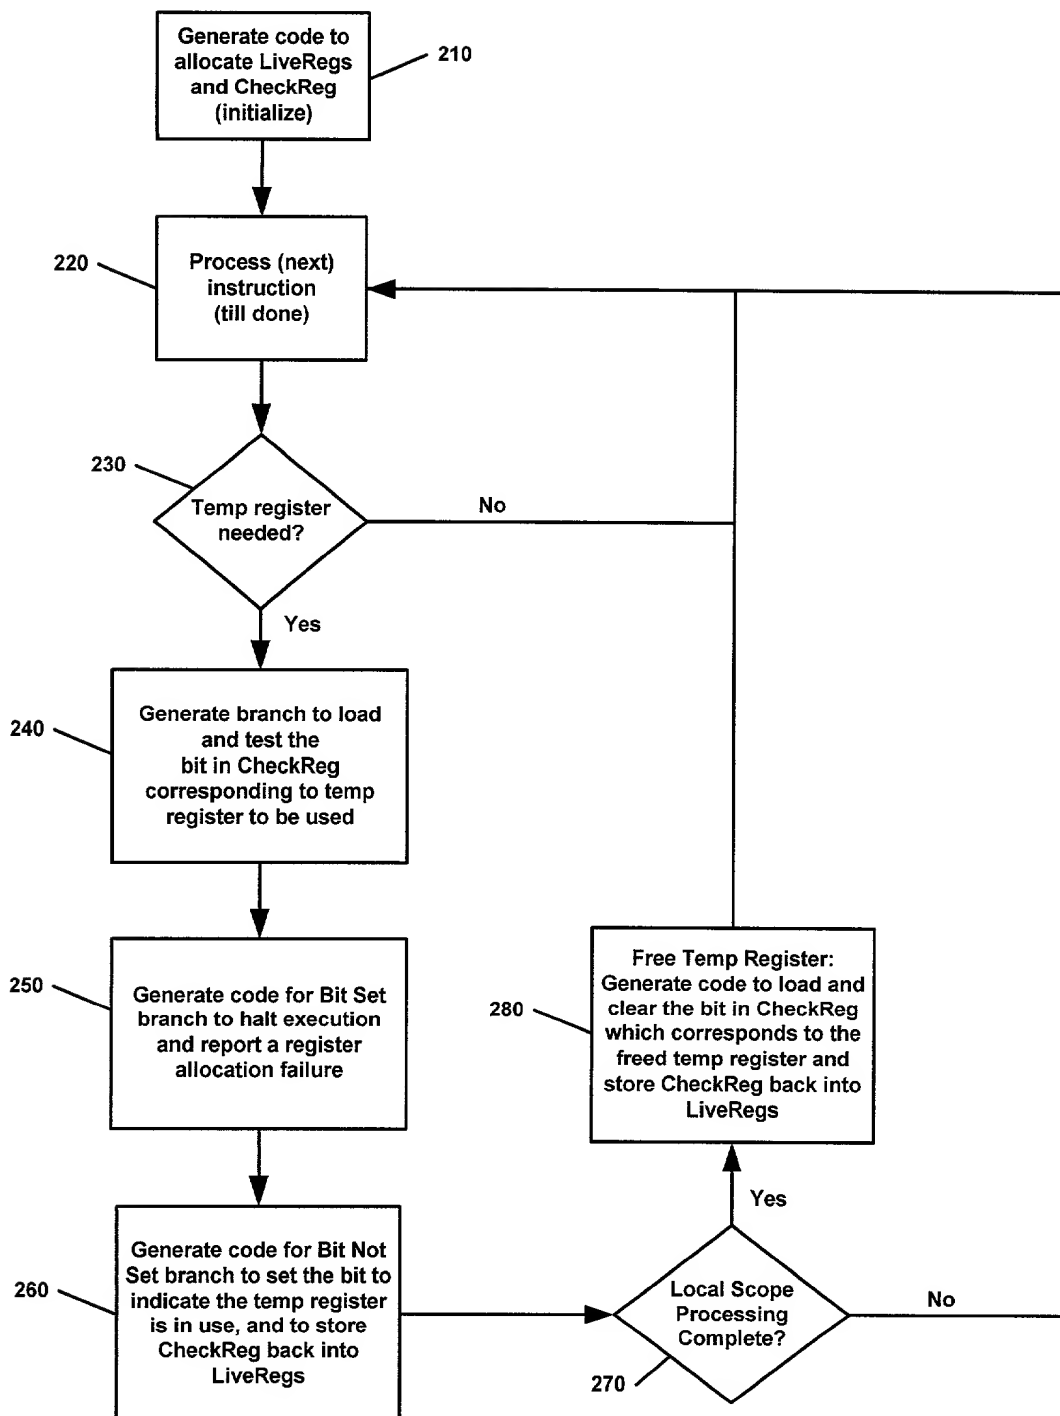 Generate code to
allocate LiveRegs
and CheckReg
(initialize)
210
220
Process (next)
instruction
(till done)
230
Temp register
needed?
No
Yes
240
Generate branch to load
and test the
bit in CheckReg
corresponding to temp
register to be used
250
Generate code for Bit Set
branch to halt execution
and report a register
allocation failure
260
Generate code for Bit Not
Set branch to set the bit to
indicate the temp register
is in use, and to store
CheckReg back into
LiveRegs
280
Free Temp Register:
Generate code to load and
clear the bit in CheckReg
which corresponds to the
freed temp register and
store CheckReg back into
LiveRegs
Yes
Local Scope
Processing
Complete?
No
270